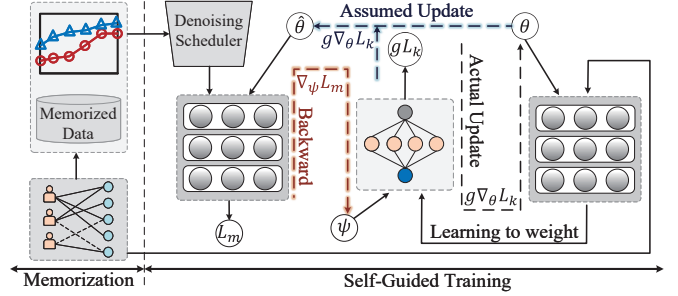 Denoising
Scheduler
θ̂
Assumed Update
g∇θLk
gLk
θ
Memorized
Data
∇ψLm
Backward
Actual Update
g∇θLk
Lm
ψ
Learning to weight
Memorization
Self-Guided Training